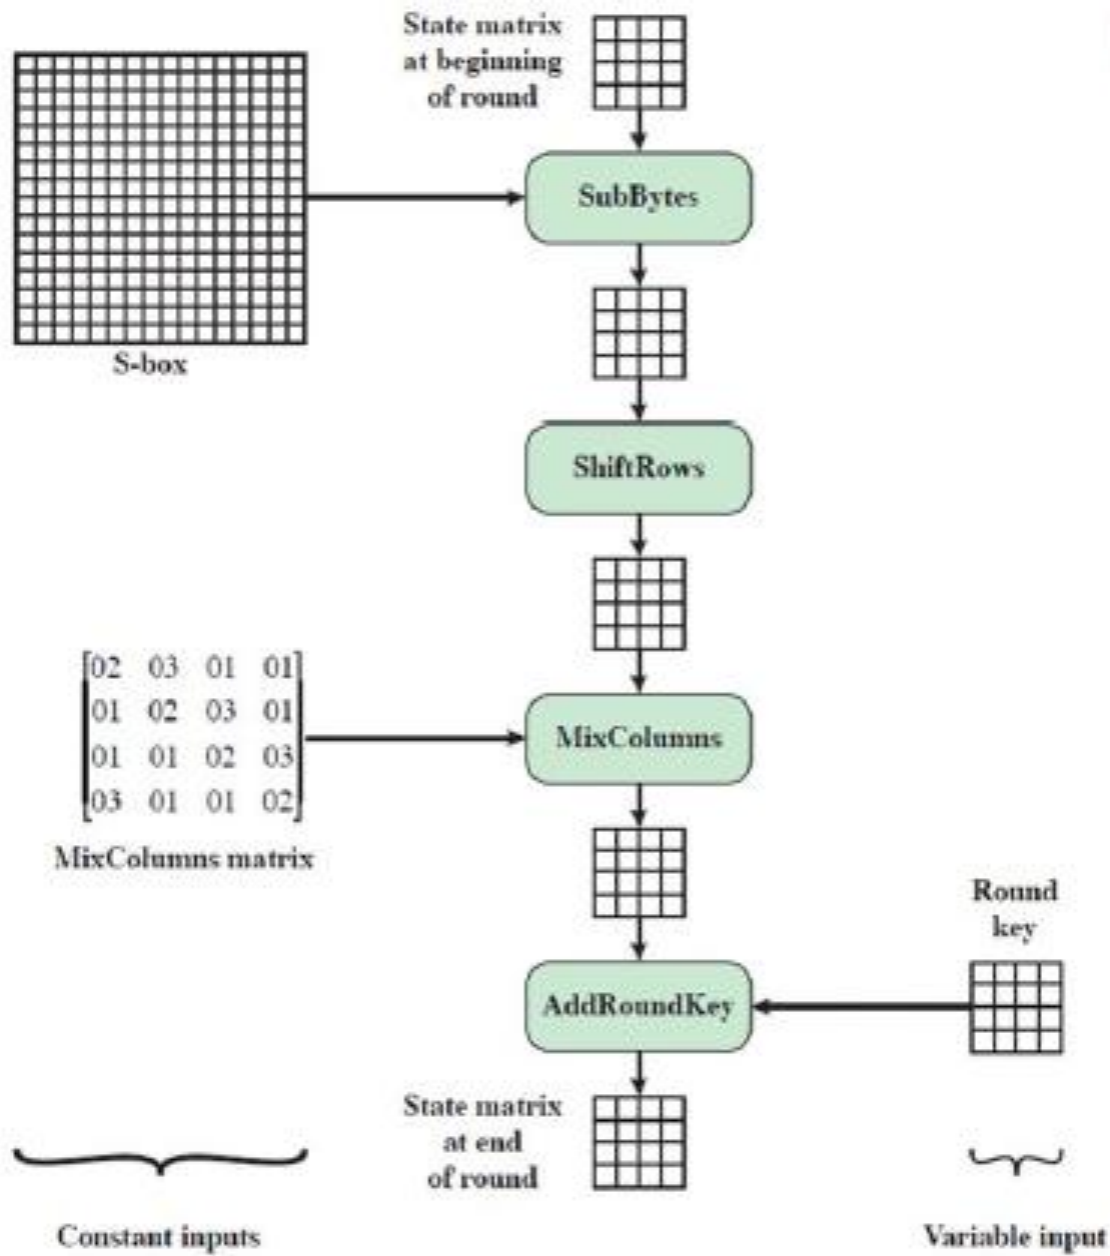 State matrix
at beginning
of round
SubBytes
S-box
ShiftRows
02 03 01 01
01 02 03 01
01 01 02 03
03 01 01 02
MixColumns
MixColumns matrix
Round
key
AddRoundKey
State matrix
at end
of round
Constant inputs
Variable input